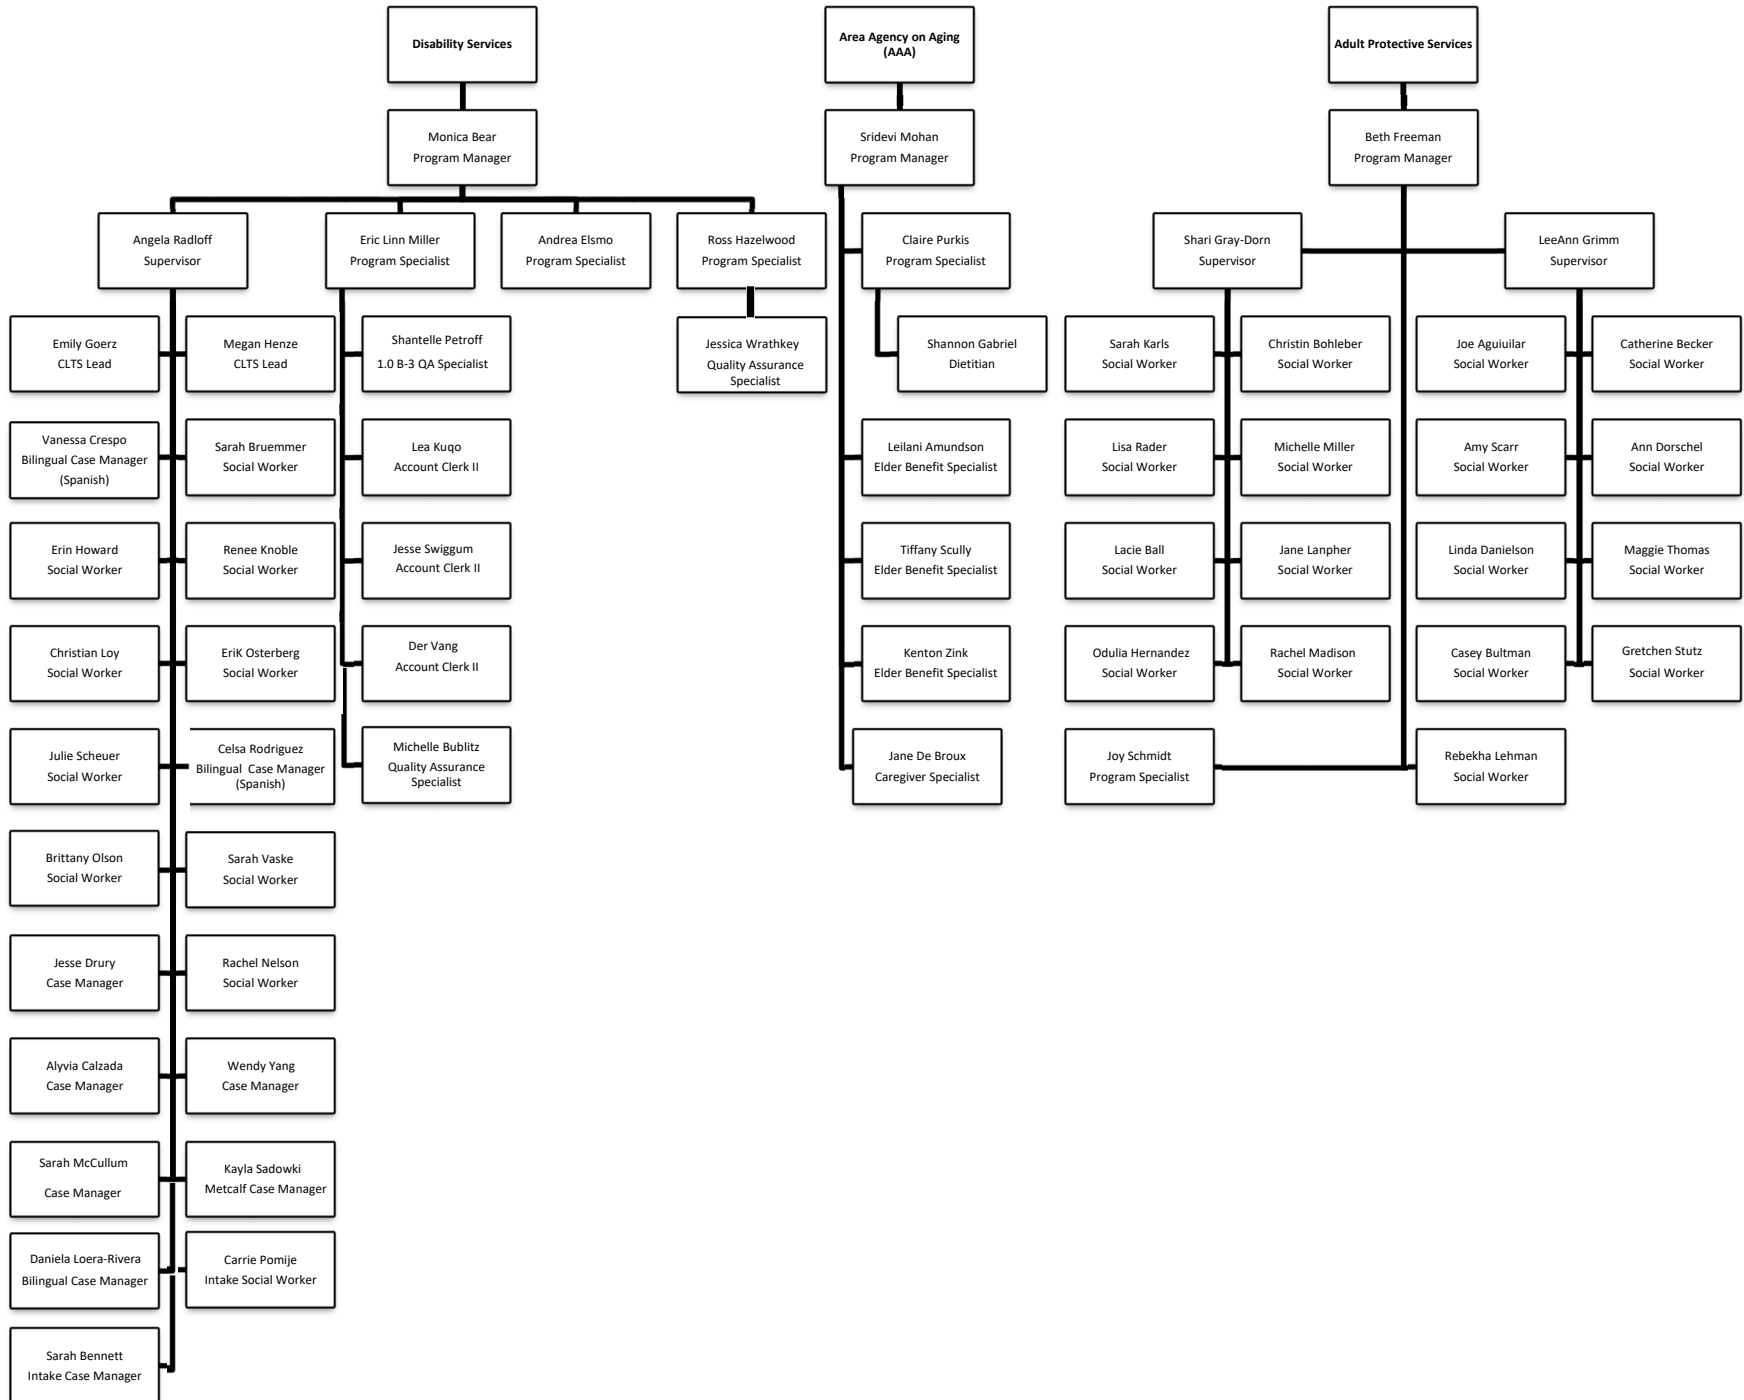 Disability Services
Area Agency on Aging
(AAA)
Adult Protective Services
Monica Bear
Program Manager
Sridevi Mohan
Program Manager
Beth Freeman
Program Manager
Angela Radloff
Supervisor
Eric Linn Miller
Program Specialist
Andrea Elsmo
Program Specialist
Ross Hazelwood
Program Specialist
Claire Purkis
Program Specialist
Shari Gray-Dorn
Supervisor
LeeAnn Grimm
Supervisor
Emily Goerz
CLTS Lead
Megan Henze
CLTS Lead
Shantelle Petroff
1.0 B-3 QA Specialist
Jessica Wrathkey
Quality Assurance
Specialist
Shannon Gabriel
Dietitian
Sarah Karls
Social Worker
Christin Bohleber
Social Worker
Joe Aguiuilar
Social Worker
Catherine Becker
Social Worker
Vanessa Crespo
Bilingual Case Manager
(Spanish)
Sarah Bruemmer
Social Worker
Lea Kuqo
Account Clerk II
Leilani Amundson
Elder Benefit Specialist
Lisa Rader
Social Worker
Michelle Miller
Social Worker
Amy Scarr
Social Worker
Ann Dorschel
Social Worker
Erin Howard
Social Worker
Renee Knoble
Social Worker
Jesse Swiggum
Account Clerk II
Tiffany Scully
Elder Benefit Specialist
Lacie Ball
Social Worker
Jane Lanpher
Social Worker
Linda Danielson
Social Worker
Maggie Thomas
Social Worker
Christian Loy
Social Worker
EriK Osterberg
Social Worker
Der Vang
Account Clerk II
Kenton Zink
Elder Benefit Specialist
Odulia Hernandez
Social Worker
Rachel Madison
Social Worker
Casey Bultman
Social Worker
Gretchen Stutz
Social Worker
Julie Scheuer
Social Worker
Celsa Rodriguez
Bilingual Case Manager
(Spanish)
Michelle Bublitz
Quality Assurance
Specialist
Jane De Broux
Caregiver Specialist
Joy Schmidt
Program Specialist
Rebekha Lehman
Social Worker
Brittany Olson
Social Worker
Sarah Vaske
Social Worker
Jesse Drury
Case Manager
Rachel Nelson
Social Worker
Alyvia Calzada
Case Manager
Wendy Yang
Case Manager
Sarah McCullum
Case Manager
Kayla Sadowki
Metcalf Case Manager
Daniela Loera-Rivera
Bilingual Case Manager
Carrie Pomije
Intake Social Worker
Sarah Bennett
Intake Case Manager